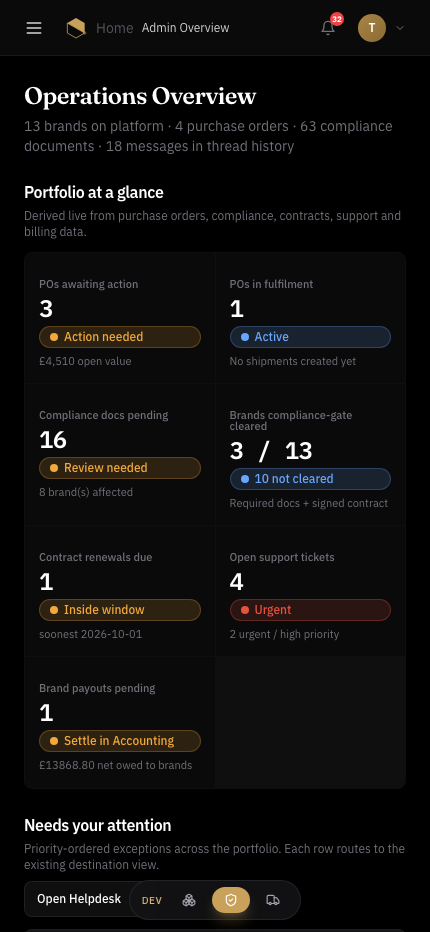 Home Admin Overview 32 T
Operations Overview
13 brands on platform · 4 purchase orders · 63 compliance
documents · 18 messages in thread history
Portfolio at a glance
Derived live from purchase orders, compliance, contracts, support and
billing data.
POs awaiting action
3
Action needed
£4,510 open value
POs in fulfilment
1
Active
No shipments created yet
Compliance docs pending
16
Review needed
8 brand(s) affected
Brands compliance-gate
cleared
3 / 13
10 not cleared
Required docs + signed contract
Contract renewals due
1
Inside window
soonest 2026-10-01
Open support tickets
4
Urgent
2 urgent / high priority
Brand payouts pending
1
Settle in Accounting
£13868.80 net owed to brands
Needs your attention
Priority-ordered exceptions across the portfolio. Each row routes to the
existing destination view.
Open Helpdesk
DEV